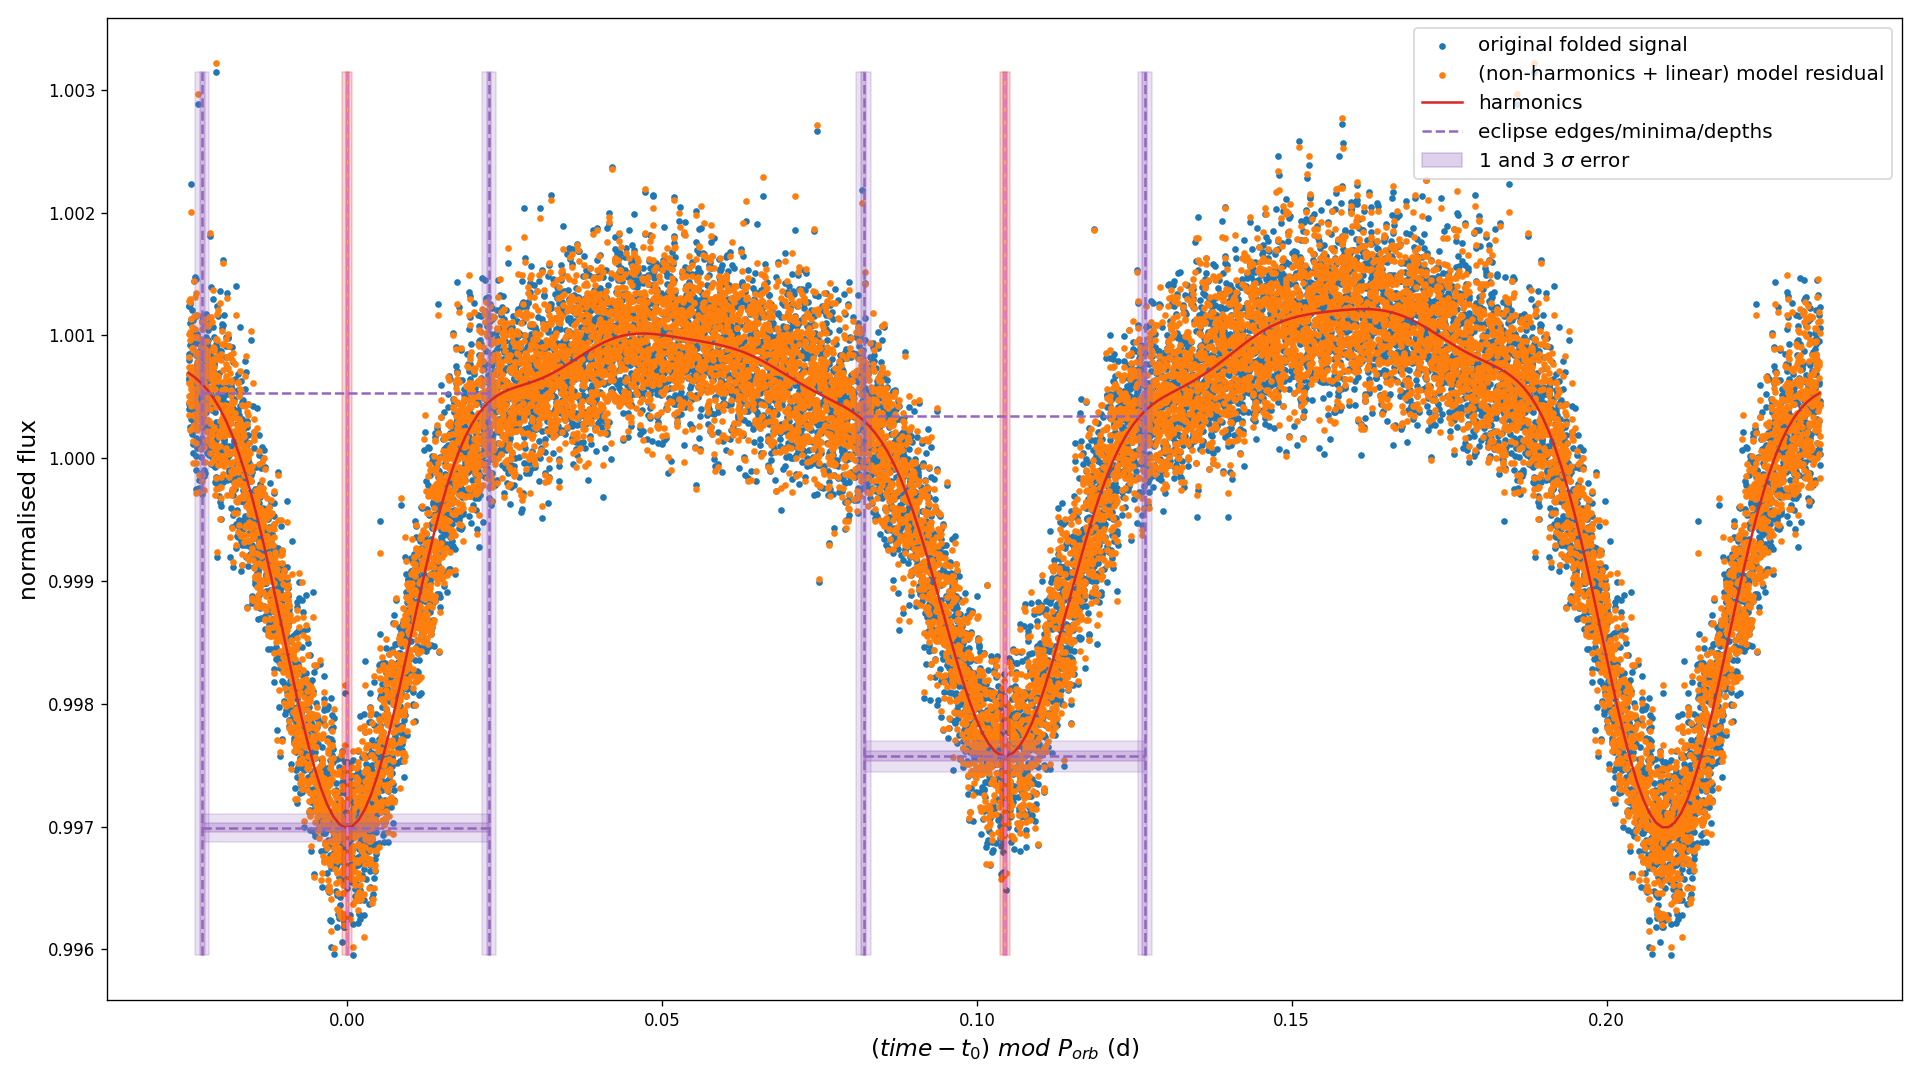 original folded signal
(non-harmonics + linear) model residual
harmonics
eclipse edges/minima/depths
1 and 3 σ error
normalised flux
1.003
1.002
1.001
1.000
0.999
0.998
0.997
0.996
0.00 0.05 0.10 0.15 0.20
(time − t₀) mod P_orb (d)